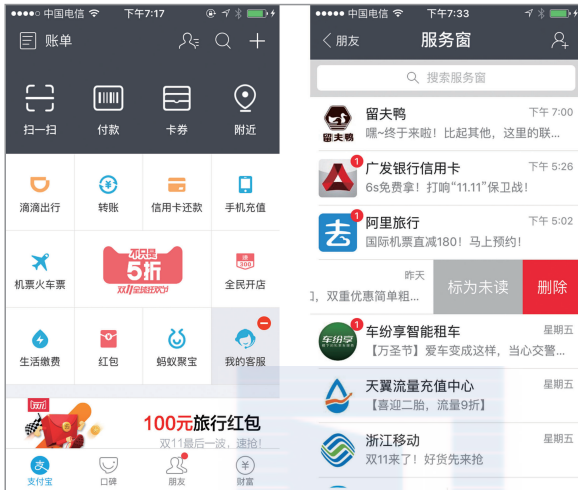 中国电信
下午7:17
账单
扫一扫
付款
卡券
附近
滴滴出行
转账
信用卡还款
手机充值
机票火车票
不只是
5折
双11全球狂欢节
全民开店
生活缴费
红包
蚂蚁聚宝
我的客服
100元旅行红包
双11最后一波，速抢!
支付宝
口碑
朋友
财富
中国电信
下午7:33
朋友
服务窗
搜索服务窗
留夫鸭
下午 7:00
嘿~终于来啦！比起其他，这里的联...
1
广发银行信用卡
下午 5:26
6s免费拿！打响“11.11”保卫战！
1
阿里旅行
下午 5:02
国际机票直减180！马上预约!
昨天
，双重优惠简单粗...
标为未读
删除
1
车纷享
车纷享智能租车
星期五
【万圣节】爱车变成这样，当心交警...
天翼流量充值中心
星期五
【喜迎二胎，流量9折】
浙江移动
星期五
双11来了！好货先来抢